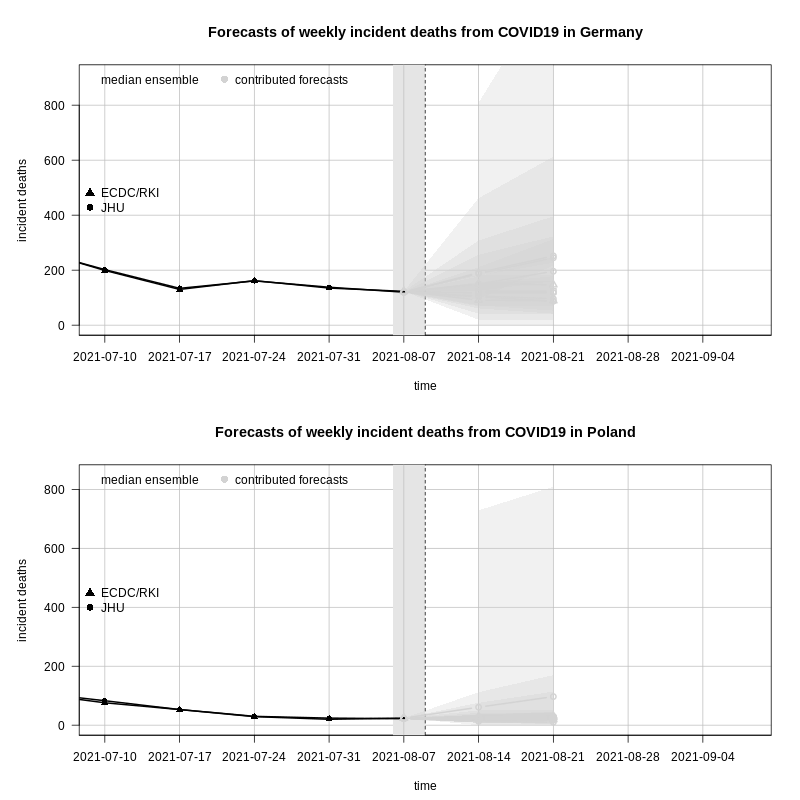 Forecasts of weekly incident deaths from COVID19 in Germany
median ensemble contributed forecasts
800
600
ECDC/RKI
JHU
400
200
0
incident deaths
2021-07-10 2021-07-17 2021-07-24 2021-07-31 2021-08-07 2021-08-14 2021-08-21 2021-08-28 2021-09-04
time
Forecasts of weekly incident deaths from COVID19 in Poland
median ensemble contributed forecasts
800
600
ECDC/RKI
JHU
400
200
0
incident deaths
2021-07-10 2021-07-17 2021-07-24 2021-07-31 2021-08-07 2021-08-14 2021-08-21 2021-08-28 2021-09-04
time